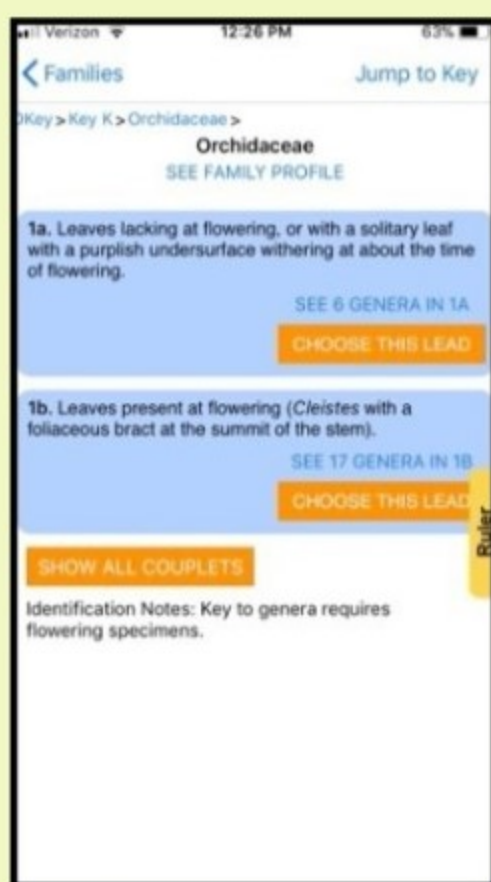 Verizon 12:26 PM 63%
Families Jump to Key
Key > Key K > Orchidaceae >
Orchidaceae
SEE FAMILY PROFILE
1a. Leaves lacking at flowering, or with a solitary leaf
with a purplish undersurface withering at about the time
of flowering.
SEE 6 GENERA IN 1A
CHOOSE THIS LEAD
1b. Leaves present at flowering (Cleistes with a
foliaceous bract at the summit of the stem).
SEE 17 GENERA IN 1B
CHOOSE THIS LEAD
Ruler
SHOW ALL COUPLETS
Identification Notes: Key to genera requires
flowering specimens.